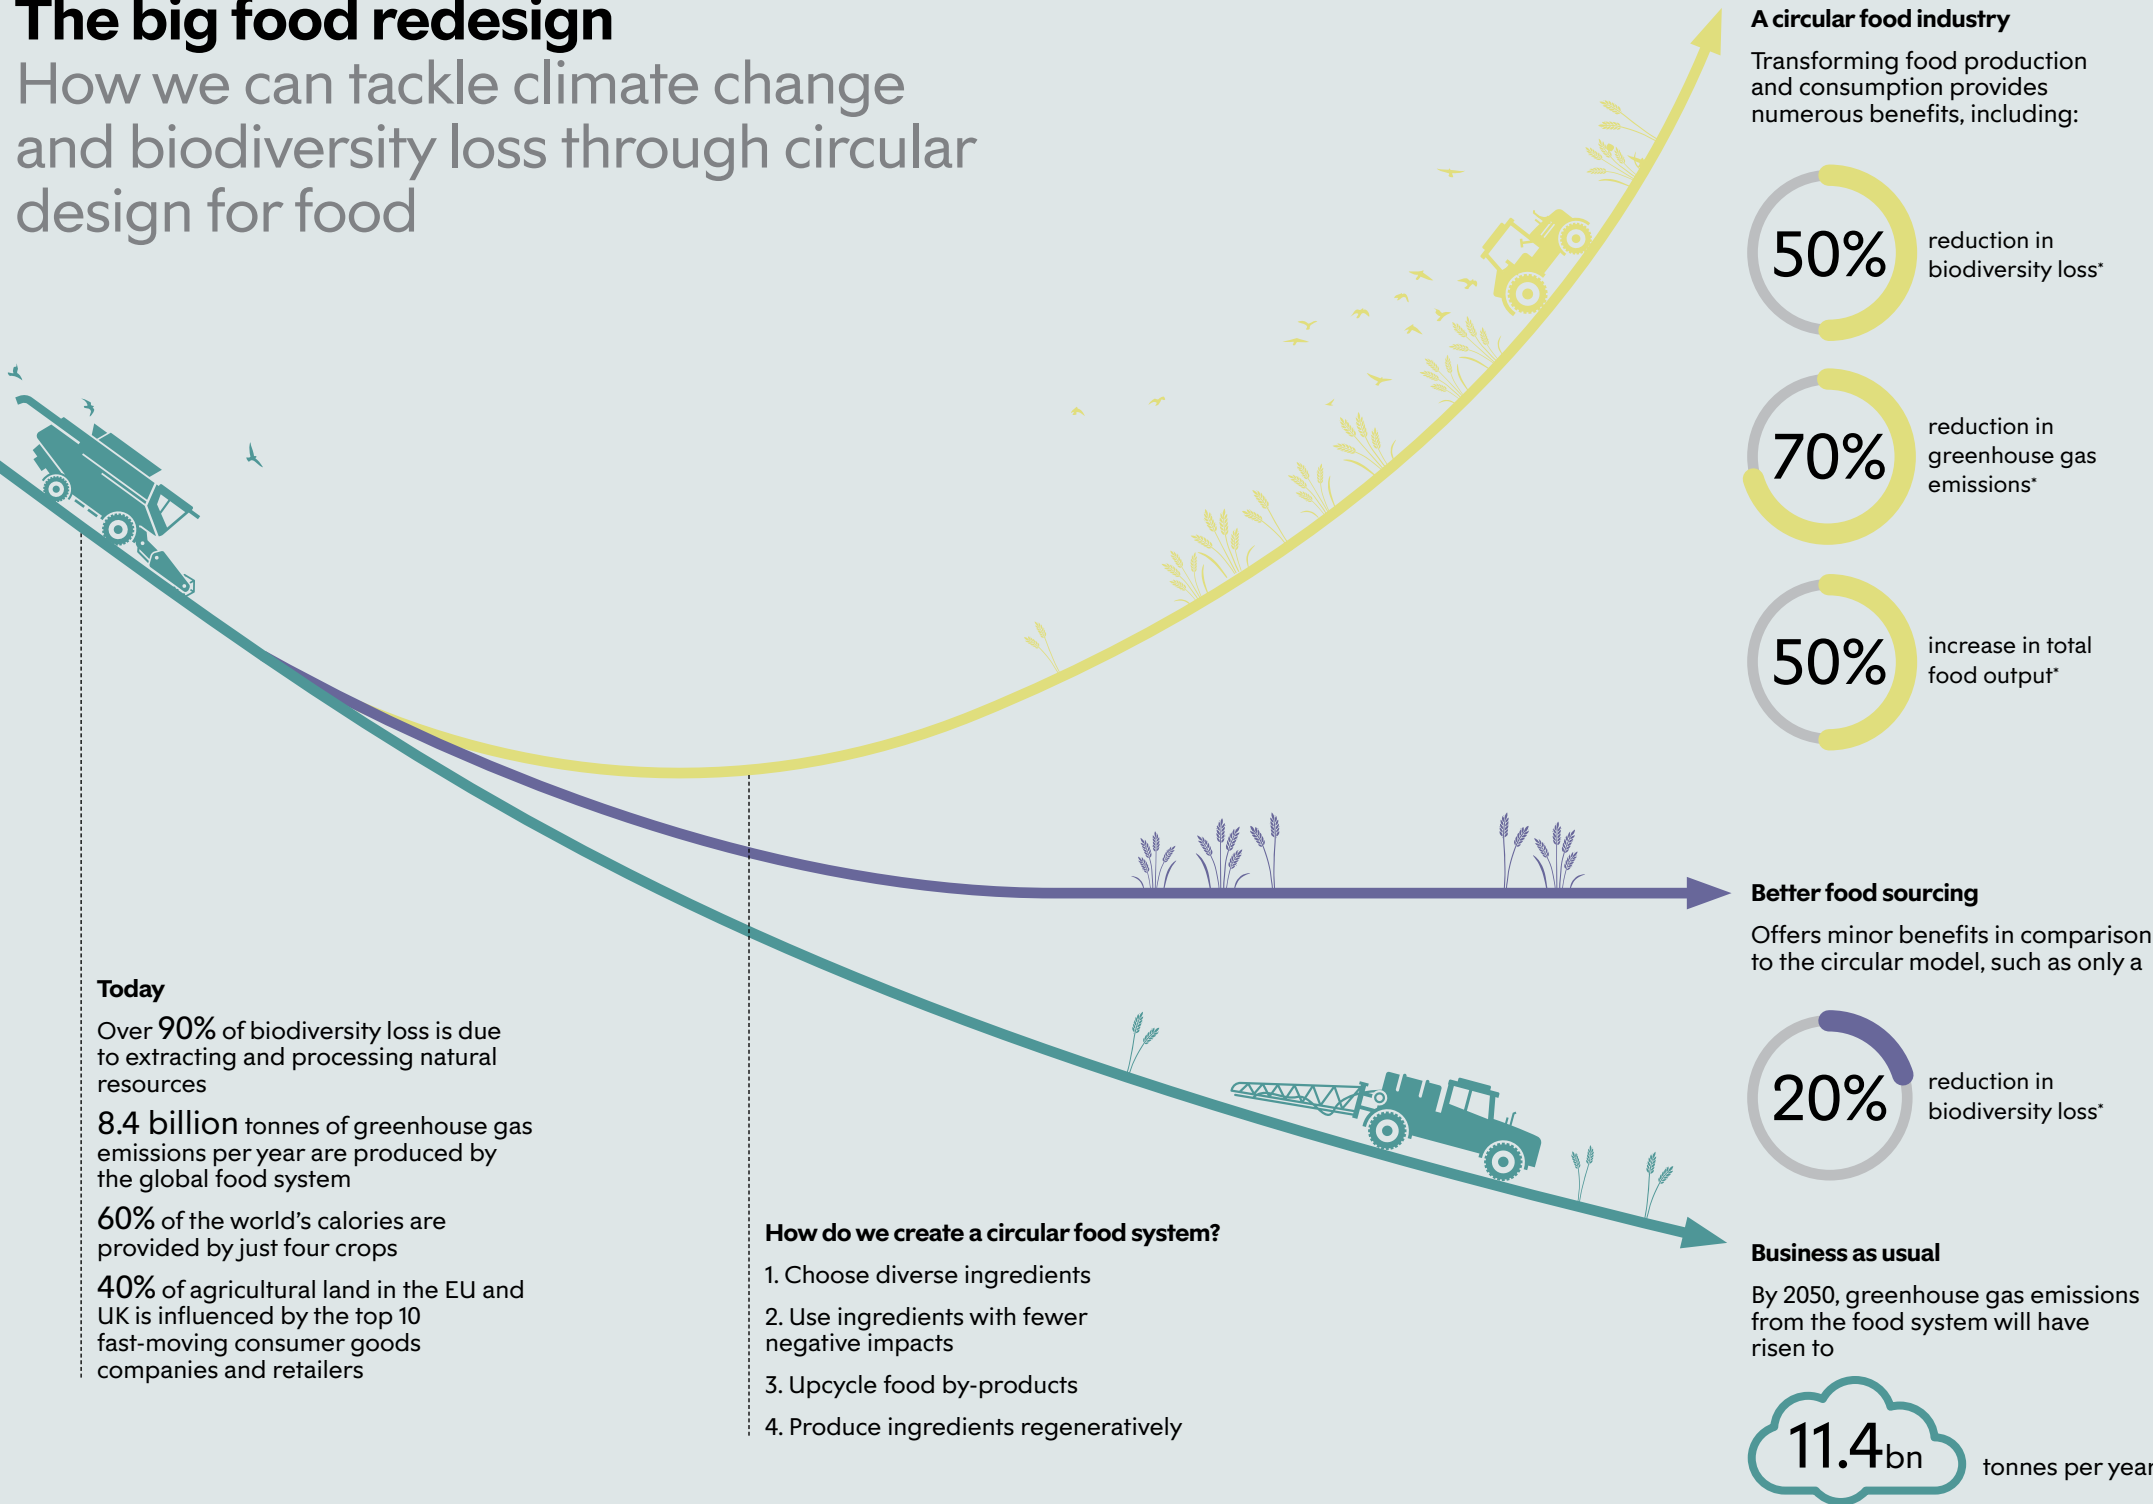 The big food redesign
How we can tackle climate change
and biodiversity loss through circular
design for food
A circular food industry
Transforming food production
and consumption provides
numerous benefits, including:
50%
reduction in
biodiversity loss*
70%
reduction in
greenhouse gas
emissions*
50%
increase in total
food output*
Better food sourcing
Offers minor benefits in comparison
to the circular model, such as only a
20%
reduction in
biodiversity loss*
Business as usual
By 2050, greenhouse gas emissions
from the food system will have
risen to
11.4bn
tonnes per year
Today
Over 90% of biodiversity loss is due
to extracting and processing natural
resources
8.4 billion tonnes of greenhouse gas
emissions per year are produced by
the global food system
60% of the world’s calories are
provided by just four crops
40% of agricultural land in the EU and
UK is influenced by the top 10
fast-moving consumer goods
companies and retailers
How do we create a circular food system?
1. Choose diverse ingredients
2. Use ingredients with fewer
negative impacts
3. Upcycle food by-products
4. Produce ingredients regeneratively